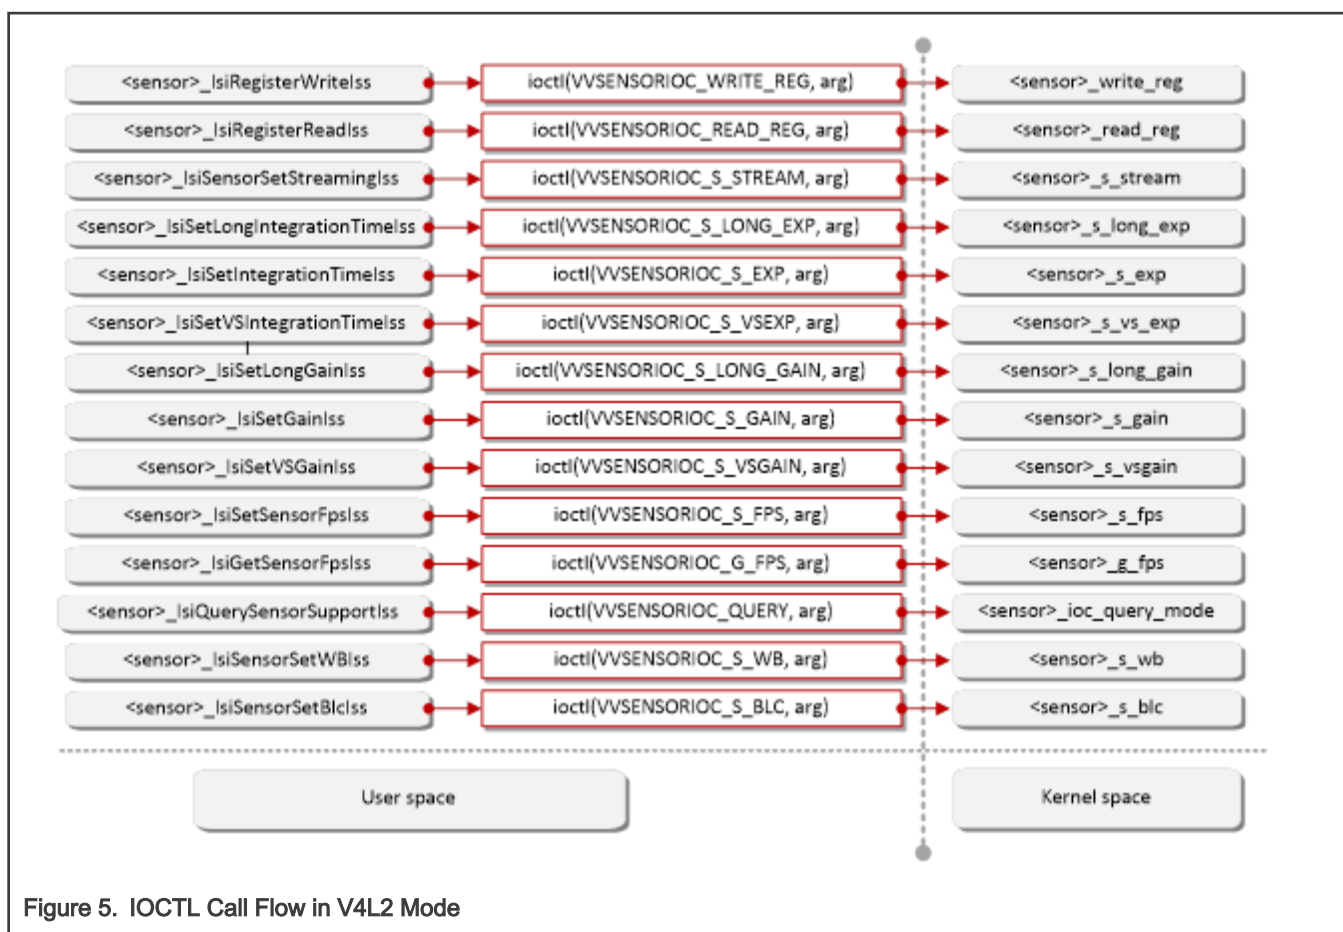 <sensor>_IsiRegisterWriteIss ioctl(VVSENSORIOC_WRITE_REG, arg) <sensor>_write_reg
<sensor>_IsiRegisterReadIss ioctl(VVSENSORIOC_READ_REG, arg) <sensor>_read_reg
<sensor>_IsiSensorSetStreamingIss ioctl(VVSENSORIOC_S_STREAM, arg) <sensor>_s_stream
<sensor>_IsiSetLongIntegrationTimeIss ioctl(VVSENSORIOC_S_LONG_EXP, arg) <sensor>_s_long_exp
<sensor>_IsiSetIntegrationTimeIss ioctl(VVSENSORIOC_S_EXP, arg) <sensor>_s_exp
<sensor>_IsiSetVSIntegrationTimeIss ioctl(VVSENSORIOC_S_VSEXP, arg) <sensor>_s_vs_exp
<sensor>_IsiSetLongGainIss ioctl(VVSENSORIOC_S_LONG_GAIN, arg) <sensor>_s_long_gain
<sensor>_IsiSetGainIss ioctl(VVSENSORIOC_S_GAIN, arg) <sensor>_s_gain
<sensor>_IsiSetVSGainIss ioctl(VVSENSORIOC_S_VSGAIN, arg) <sensor>_s_vsgain
<sensor>_IsiSetSensorFpsIss ioctl(VVSENSORIOC_S_FPS, arg) <sensor>_s_fps
<sensor>_IsiGetSensorFpsIss ioctl(VVSENSORIOC_G_FPS, arg) <sensor>_g_fps
<sensor>_IsiQuerySensorSupportIss ioctl(VVSENSORIOC_QUERY, arg) <sensor>_ioc_query_mode
<sensor>_IsiSensorSetWBIss ioctl(VVSENSORIOC_S_WB, arg) <sensor>_s_wb
<sensor>_IsiSensorSetBlcIss ioctl(VVSENSORIOC_S_BLC, arg) <sensor>_s_blc
User space Kernel space
Figure 5. IOCTL Call Flow in V4L2 Mode